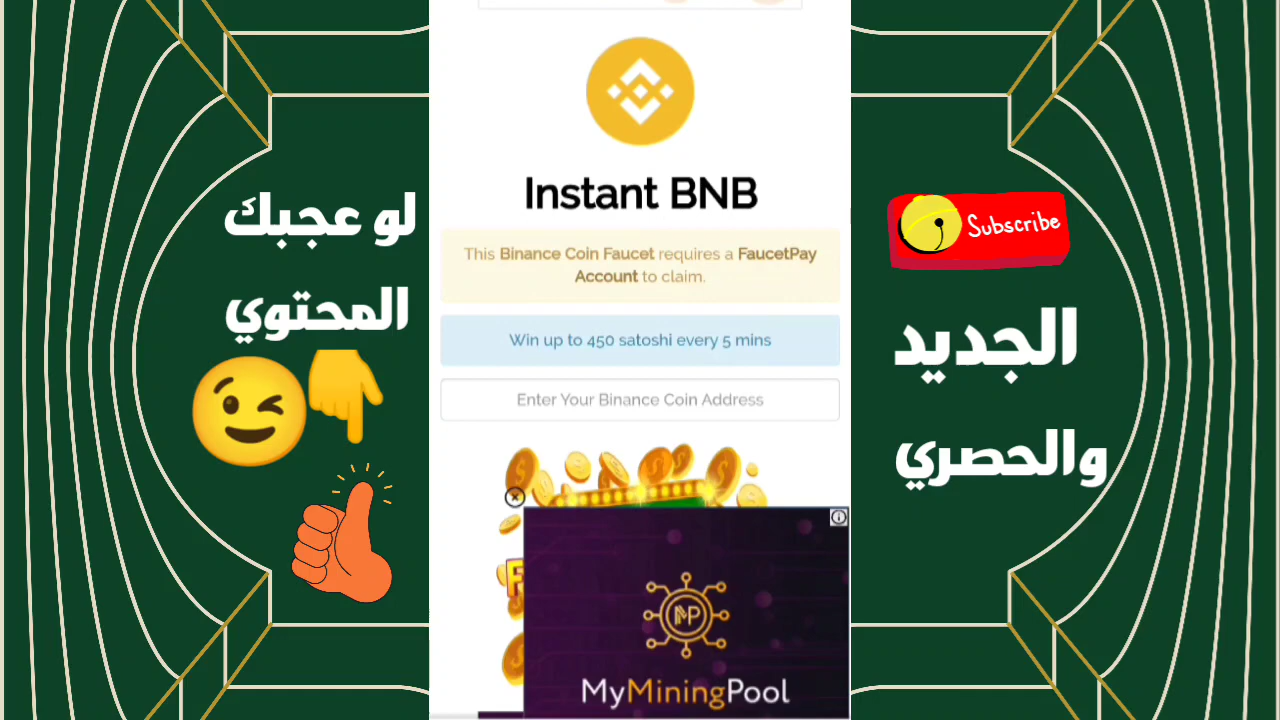 لو عجبك
المحتوي
Instant BNB
This Binance Coin Faucet requires a FaucetPay
Account to claim.
Win up to 450 satoshi every 5 mins
Enter Your Binance Coin Address
MyMiningPool
Subscribe
الجديد
والحصري